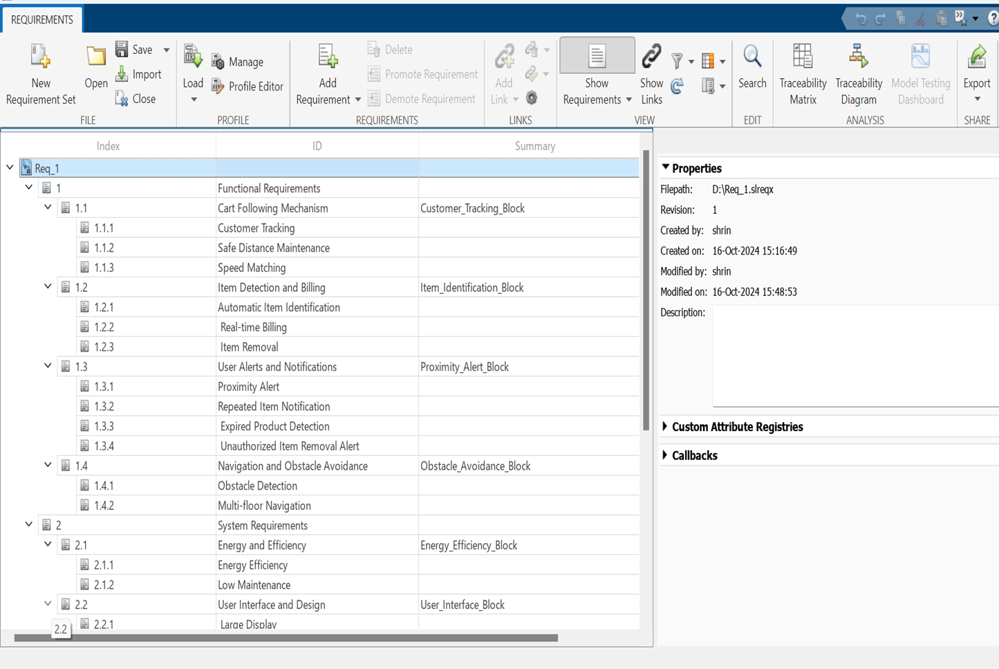 REQUIREMENTS
New
Requirement Set
Open
Save
Import
Close
FILE
Load
Manage
Profile Editor
PROFILE
Add
Requirement
Delete
Promote Requirement
Demote Requirement
REQUIREMENTS
Add
Link
LINKS
Show
Requirements
Show
Links
VIEW
Search
EDIT
Traceability
Matrix
Traceability
Diagram
Model Testing
Dashboard
ANALYSIS
Export
SHARE
Index ID Summary
Req_1
1 Functional Requirements
1.1 Cart Following Mechanism Customer_Tracking_Block
1.1.1 Customer Tracking
1.1.2 Safe Distance Maintenance
1.1.3 Speed Matching
1.2 Item Detection and Billing Item_Identification_Block
1.2.1 Automatic Item Identification
1.2.2 Real-time Billing
1.2.3 Item Removal
1.3 User Alerts and Notifications Proximity_Alert_Block
1.3.1 Proximity Alert
1.3.2 Repeated Item Notification
1.3.3 Expired Product Detection
1.3.4 Unauthorized Item Removal Alert
1.4 Navigation and Obstacle Avoidance Obstacle_Avoidance_Block
1.4.1 Obstacle Detection
1.4.2 Multi-floor Navigation
2 System Requirements
2.1 Energy and Efficiency Energy_Efficiency_Block
2.1.1 Energy Efficiency
2.1.2 Low Maintenance
2.2 User Interface and Design User_Interface_Block
2.2.1 Large Display
2.2
Properties
Filepath: D:\Req_1.slreqx
Revision: 1
Created by: shrin
Created on: 16-Oct-2024 15:16:49
Modified by: shrin
Modified on: 16-Oct-2024 15:48:53
Description:
Custom Attribute Registries
Callbacks